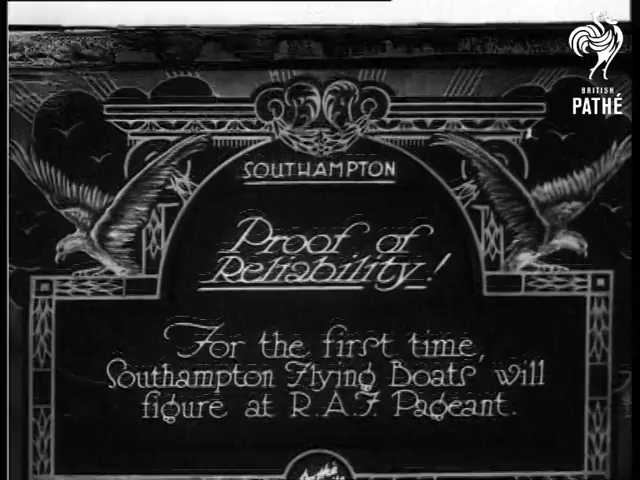 BRITISH
PATHÉ
SOUTHAMPTON
Proof of
Reliability!
For the first time,
Southampton Flying Boats will
figure at R.A.F Pageant.